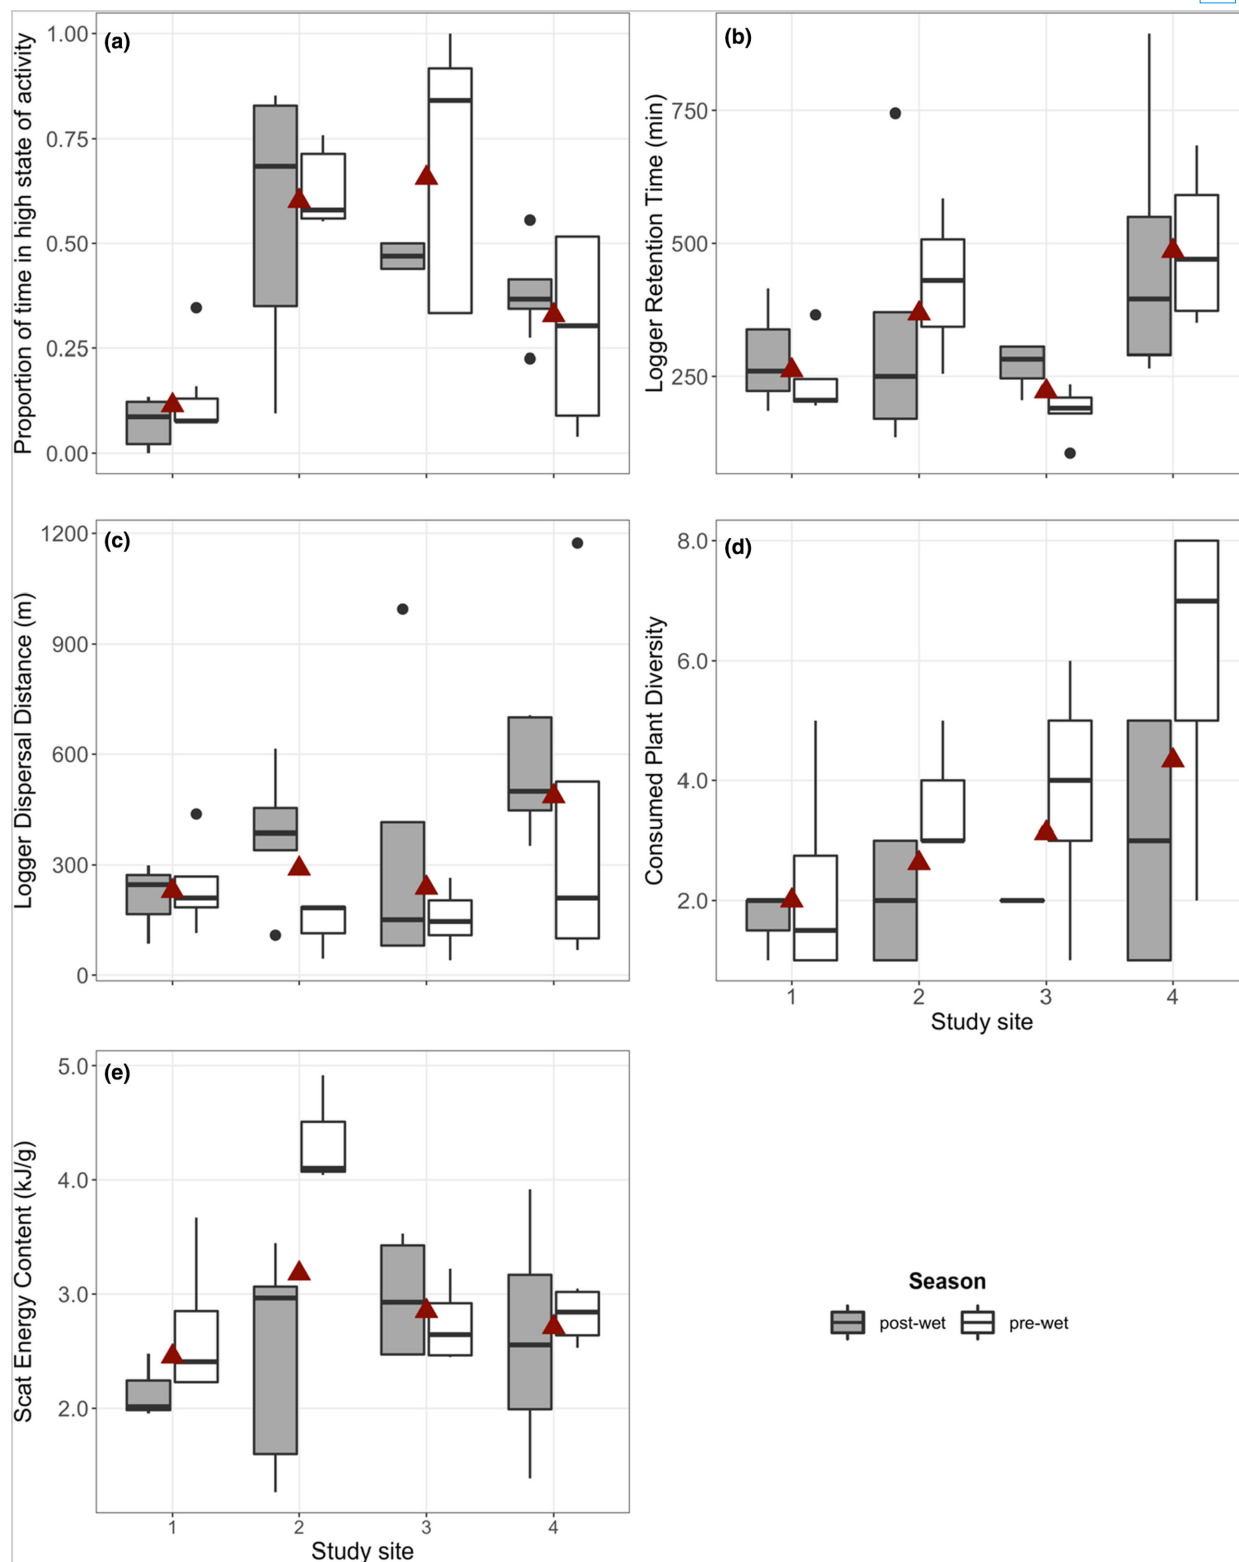 (a)
Proportion of time in high state of activity
1.00
0.75
0.50
0.25
0.00
(b)
Logger Retention Time (min)
750
500
250
(c)
Logger Dispersal Distance (m)
1200
900
600
300
0
(d)
Consumed Plant Diversity
8.0
6.0
4.0
2.0
1 2 3 4
Study site
(e)
Scat Energy Content (kJ/g)
5.0
4.0
3.0
2.0
1 2 3 4
Study site
Season
post-wet pre-wet